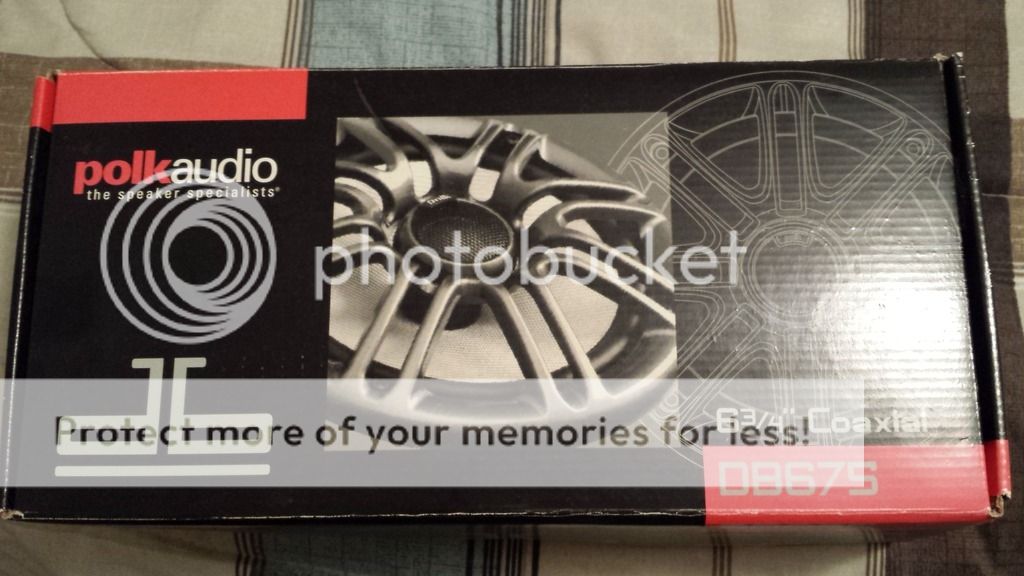 polkaudio
the speaker specialists®
photobucket
Protect more of your memories for less!
6¾" Coaxial
DB675